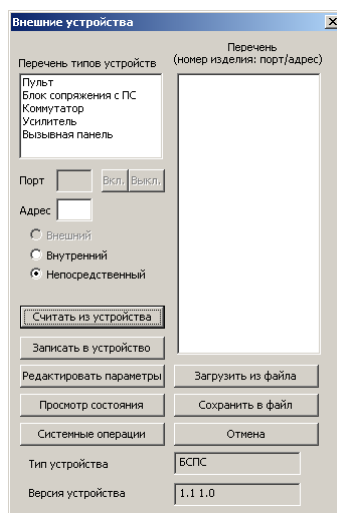 Внешние устройства
Перечень типов устройств
Перечень
(номер изделия: порт/адрес)
Пульт
Блок сопряжения с ПС
Коммутатор
Усилитель
Вызывная панель
Порт
Вкл.
Выкл.
Адрес
Внешний
Внутренний
Непосредственный
Считать из устройства
Записать в устройство
Редактировать параметры
Загрузить из файла
Просмотр состояния
Сохранить в файл
Системные операции
Отмена
Тип устройства
БСПС
Версия устройства
1.1 1.0